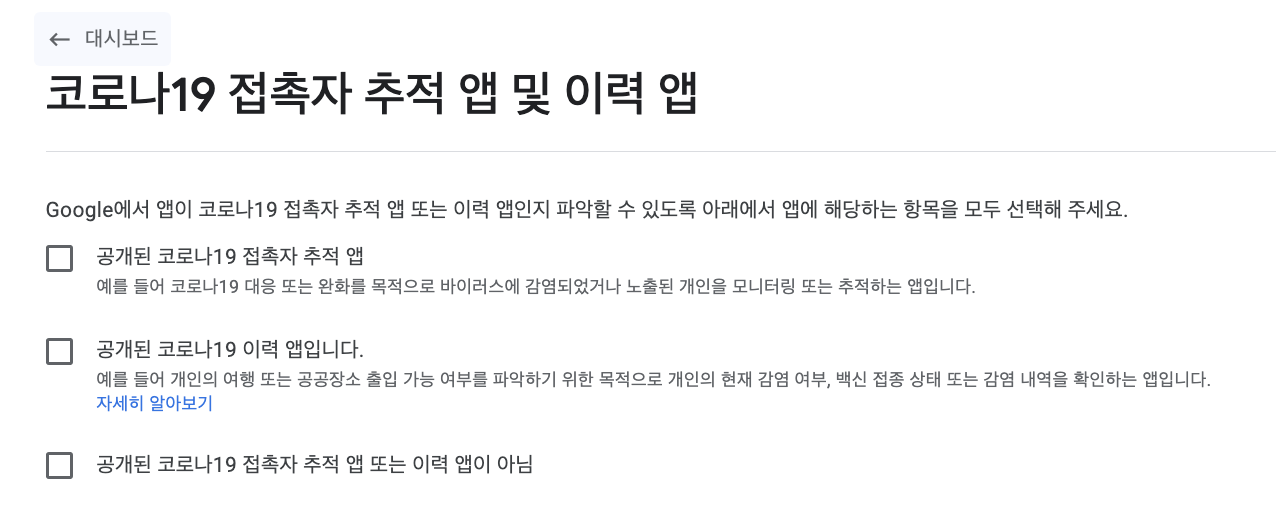 ← 대시보드
코로나19 접촉자 추적 앱 및 이력 앱
Google에서 앱이 코로나19 접촉자 추적 앱 또는 이력 앱인지 파악할 수 있도록 아래에서 앱에 해당하는 항목을 모두 선택해 주세요.
공개된 코로나19 접촉자 추적 앱
예를 들어 코로나19 대응 또는 완화를 목적으로 바이러스에 감염되었거나 노출된 개인을 모니터링 또는 추적하는 앱입니다.
공개된 코로나19 이력 앱입니다.
예를 들어 개인의 여행 또는 공공장소 출입 가능 여부를 파악하기 위한 목적으로 개인의 현재 감염 여부, 백신 접종 상태 또는 감염 내역을 확인하는 앱입니다.
자세히 알아보기
공개된 코로나19 접촉자 추적 앱 또는 이력 앱이 아님